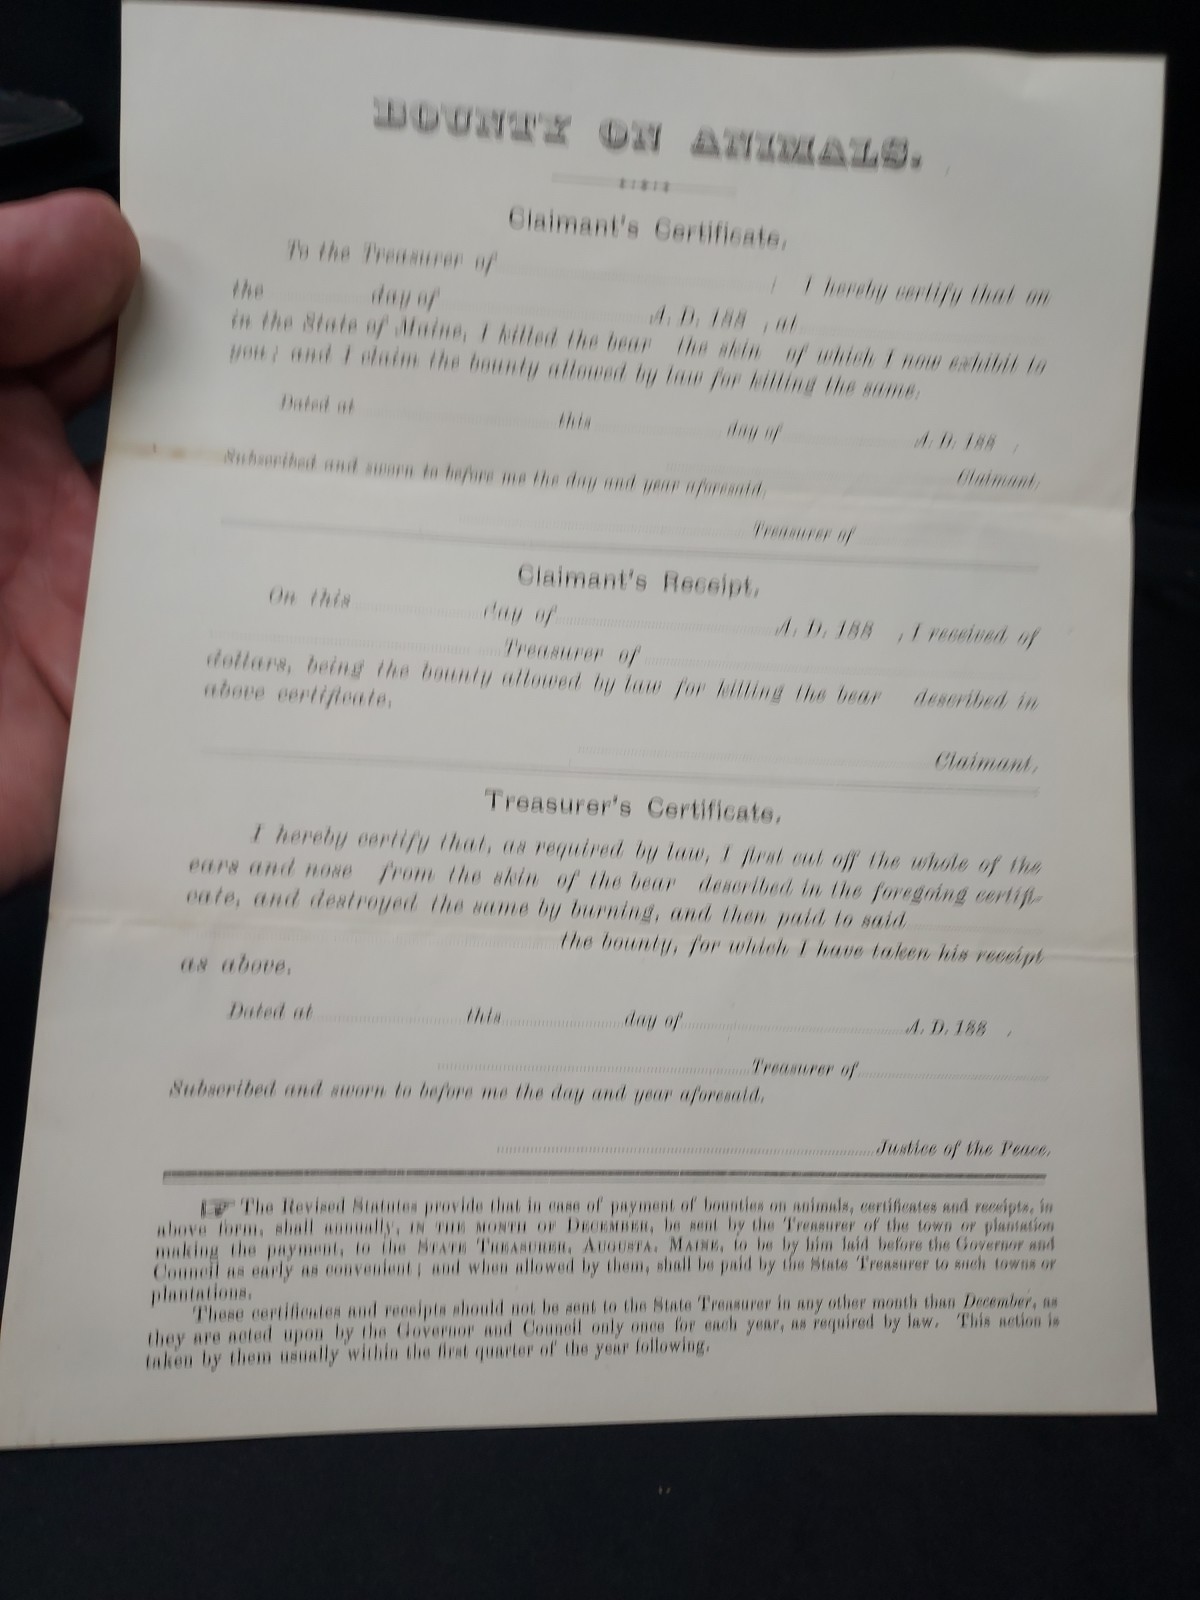 BOUNTY ON ANIMALS.
Claimant's Certificate.
To the Treasurer of ; I hereby certify that on
the day of A. D. 188 , at
in the State of Maine, I killed the bear the skin of which I now exhibit to
you; and I claim the bounty allowed by law for killing the same.
Dated at this day of A. D. 188 .
Claimant.
Subscribed and sworn to before me the day and year aforesaid.
Treasurer of
Claimant's Receipt.
On this day of A. D. 188 , I received of
Treasurer of
dollars, being the bounty allowed by law for killing the bear described in
above certificate.
Claimant.
Treasurer's Certificate.
I hereby certify that, as required by law, I first cut off the whole of the
ears and nose from the skin of the bear described in the foregoing certifi-
cate, and destroyed the same by burning, and then paid to said
the bounty, for which I have taken his receipt
as above.
Dated at this day of A. D. 188 .
Treasurer of
Subscribed and sworn to before me the day and year aforesaid.
Justice of the Peace.
☞ The Revised Statutes provide that in case of payment of bounties on animals, certificates and receipts, in
above form, shall annually, IN THE MONTH OF DECEMBER, be sent by the Treasurer of the town or plantation
making the payment, to the STATE TREASURER, AUGUSTA, MAINE, to be by him laid before the Governor and
Council as early as convenient; and when allowed by them, shall be paid by the State Treasurer to such towns or
plantations.
These certificates and receipts should not be sent to the State Treasurer in any other month than December, as
they are acted upon by the Governor and Council only once for each year, as required by law. This action is
taken by them usually within the first quarter of the year following.